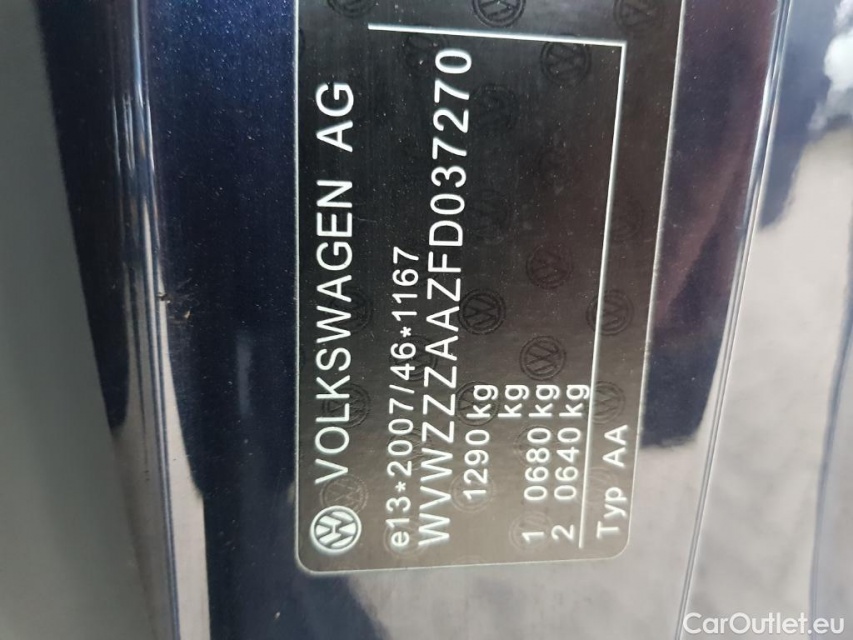 VOLKSWAGEN AG
e13*2007/46*1167
WVWZZZAAZFD037270
1290 kg
kg
1 0680 kg
2 0640 kg
Typ AA
CarOutlet.eu